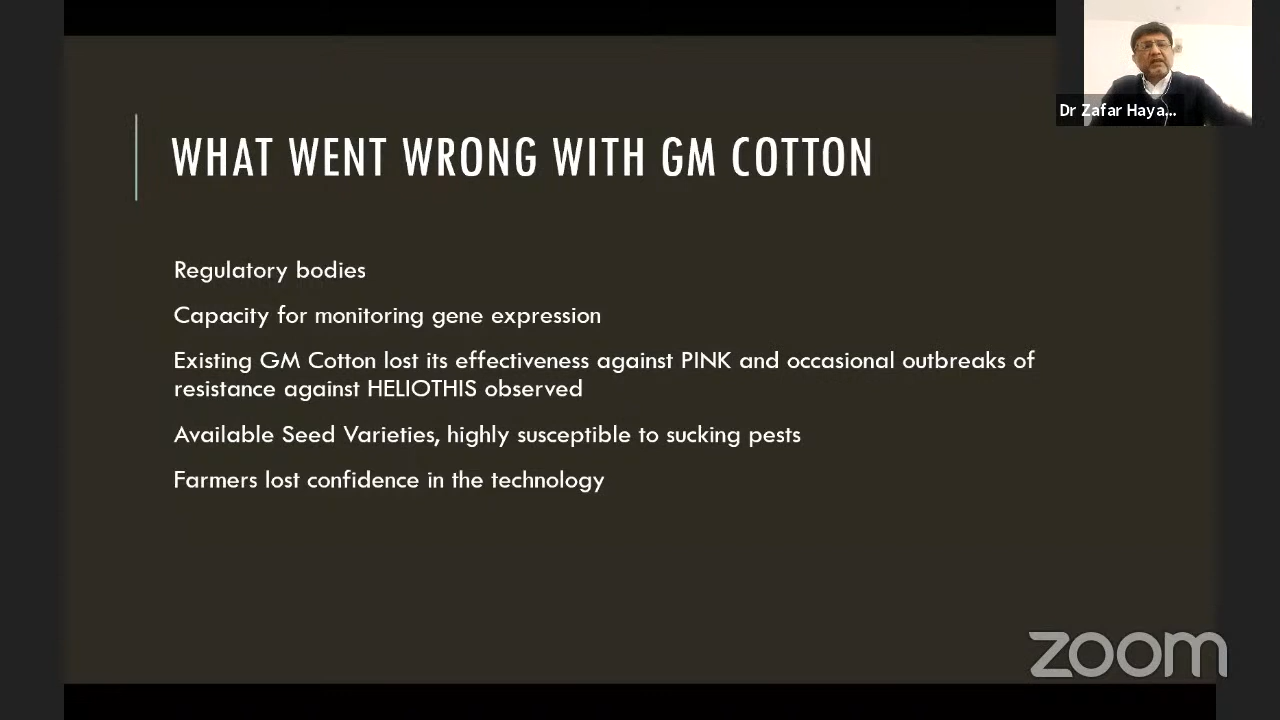 Dr Zafar Haya...
WHAT WENT WRONG WITH GM COTTON
Regulatory bodies
Capacity for monitoring gene expression
Existing GM Cotton lost its effectiveness against PINK and occasional outbreaks of
resistance against HELIOTHIS observed
Available Seed Varieties, highly susceptible to sucking pests
Farmers lost confidence in the technology
zoom